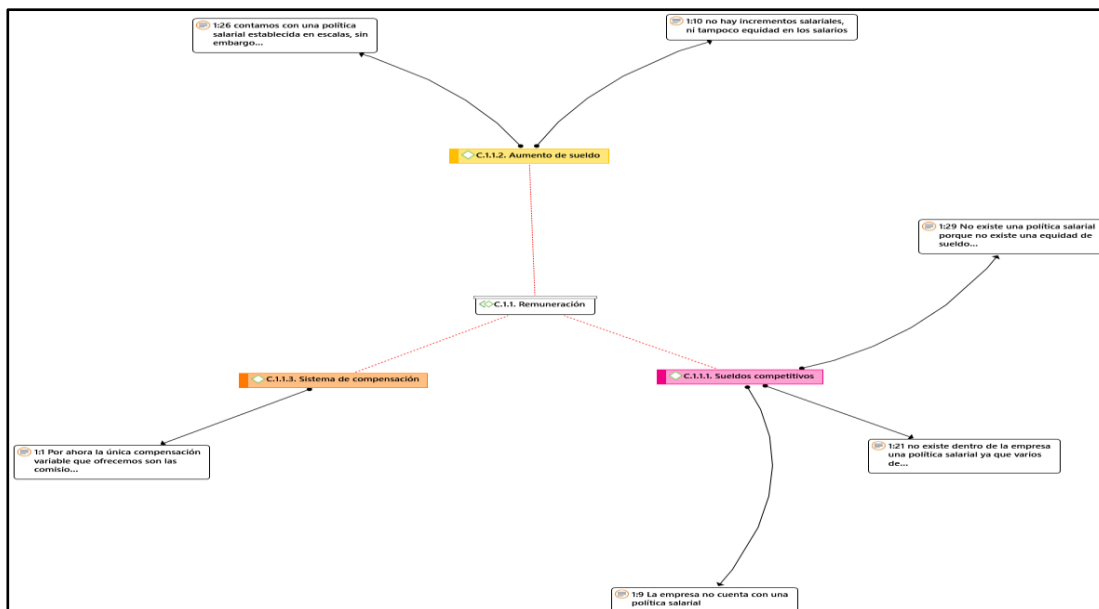 1:26 contamos con una política
salarial establecida en escalas, sin
embargo...
1:10 no hay incrementos salariales,
ni tampoco equidad en los salarios
C.1.1.2. Aumento de sueldo
1:29 No existe una política salarial
porque no existe una equidad de
sueldo...
C.1.1. Remuneración
C.1.1.3. Sistema de compensación
C.1.1.1. Sueldos competitivos
1:1 Por ahora la única compensación
variable que ofrecemos son las
comisio...
1:21 no existe dentro de la empresa
una política salarial ya que varios
de...
1:9 La empresa no cuenta con una
política salarial